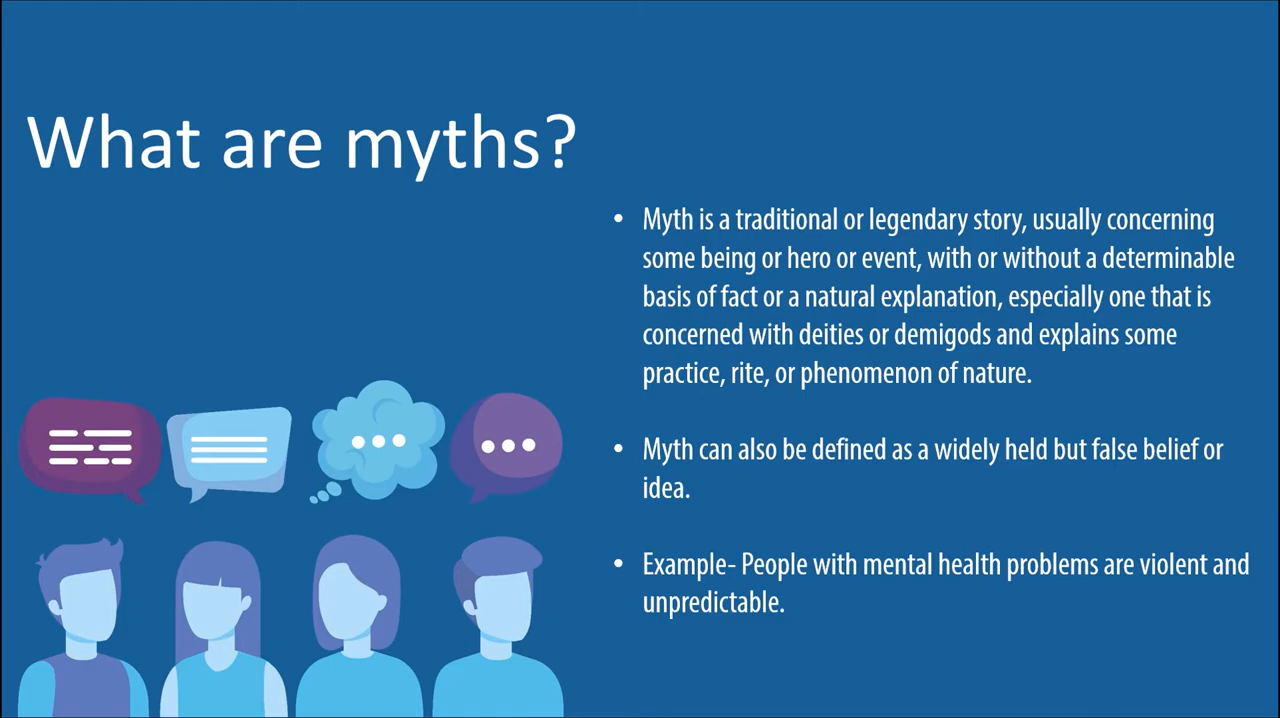 What are myths?
• Myth is a traditional or legendary story, usually concerning
some being or hero or event, with or without a determinable
basis of fact or a natural explanation, especially one that is
concerned with deities or demigods and explains some
practice, rite, or phenomenon of nature.
• Myth can also be defined as a widely held but false belief or
idea.
• Example- People with mental health problems are violent and
unpredictable.